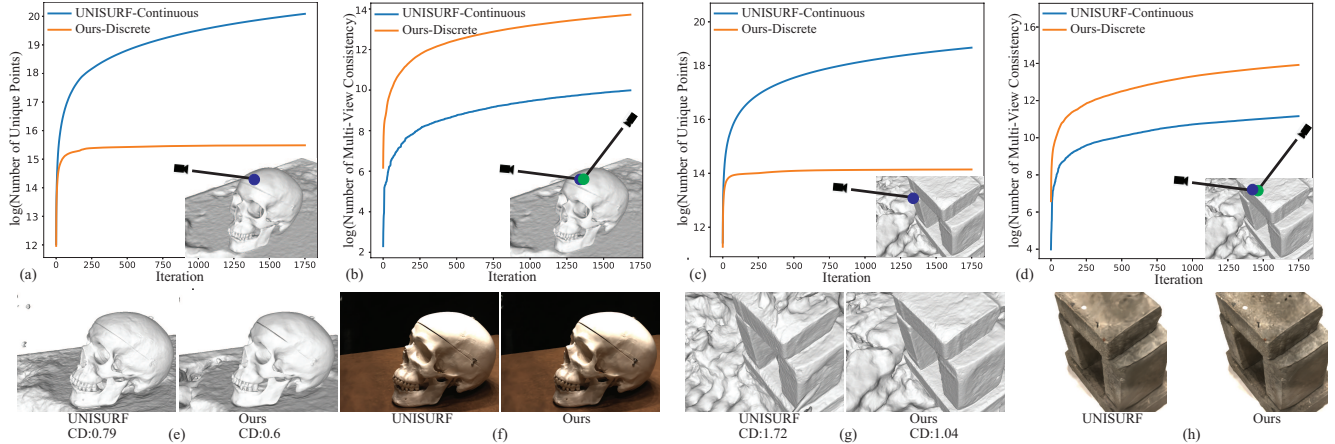 log(Number of Unique Points)
20
19
18
17
16
15
14
13
12
UNISURF-Continuous
Ours-Discrete
0 250 500 750 1000 1250 1500 1750
(a) Iteration
log(Number of Multi-View Consistency)
14
12
10
8
6
4
2
UNISURF-Continuous
Ours-Discrete
0 250 500 750 1000 1250 1500 1750
(b) Iteration
log(Number of Unique Points)
20
18
16
14
12
UNISURF-Continuous
Ours-Discrete
0 250 500 750 1000 1250 1500 1750
(c) Iteration
log(Number of Multi-View Consistency)
16
14
12
10
8
6
4
UNISURF-Continuous
Ours-Discrete
0 250 500 750 1000 1250 1500 1750
(d) Iteration
UNISURF Ours
CD:0.79 (e) CD:0.6
UNISURF Ours
(f)
UNISURF Ours
CD:1.72 (g) CD:1.04
UNISURF Ours
(h)